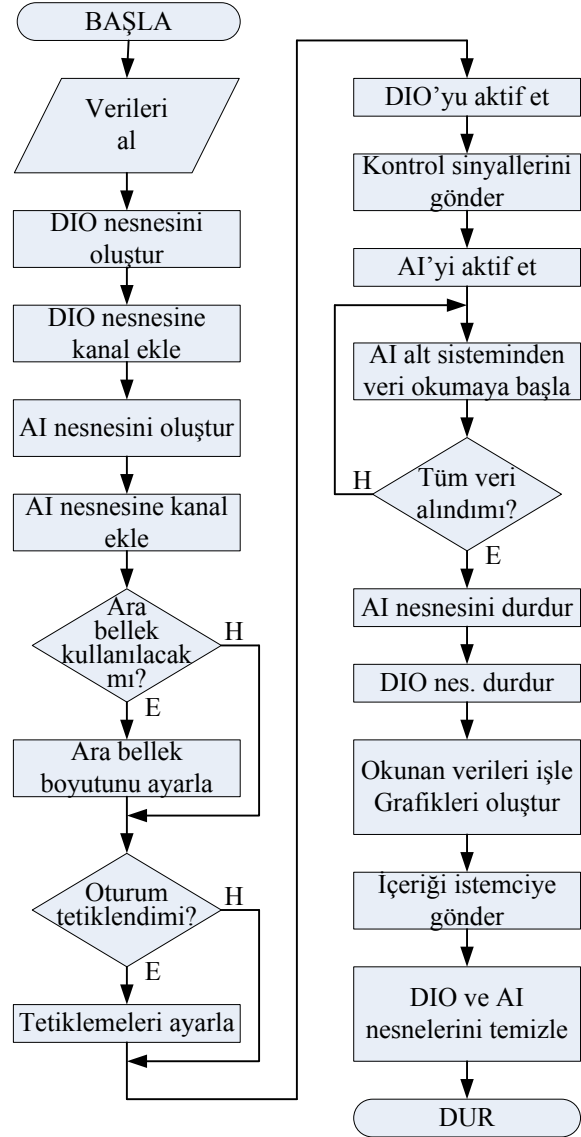 BAŞLA
Verileri
al
DIO nesnesini
oluştur
DIO nesnesine
kanal ekle
AI nesnesini oluştur
AI nesnesine kanal
ekle
Ara
bellek
kullanılacak
mı?
H
E
Ara bellek
boyutunu ayarla
Oturum
tetiklendimi?
H
E
Tetiklemeleri ayarla
DIO’yu aktif et
Kontrol sinyallerini
gönder
AI’yi aktif et
AI alt sisteminden
veri okumaya başla
Tüm veri
alındımı?
H
E
AI nesnesini durdur
DIO nes. durdur
Okunan verileri işle
Grafikleri oluştur
İçeriği istemciye
gönder
DIO ve AI
nesnelerini temizle
DUR